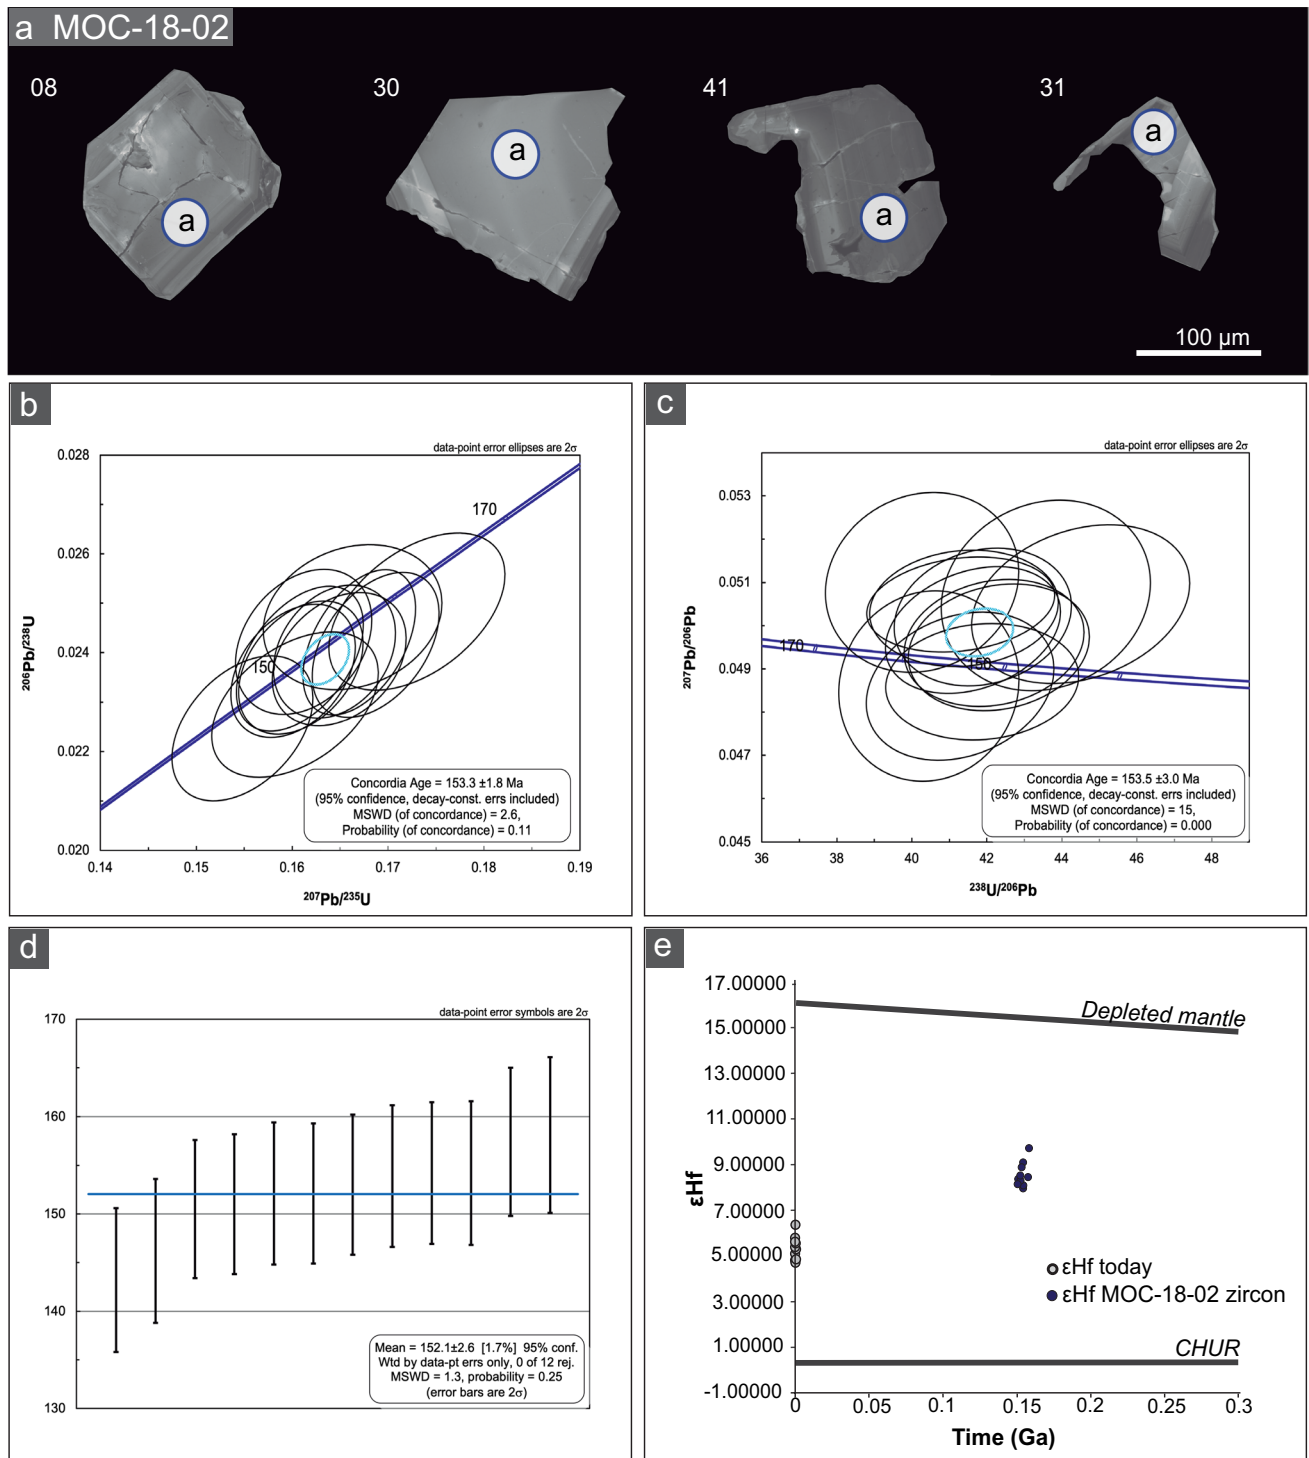 a MOC-18-02
08
30
41
31
a
a
a
a
100 µm
b
data-point error ellipses are 2σ
0.028
0.026
0.024
0.022
0.020
²⁰⁶Pb/²³⁸U
170
150
Concordia Age = 153.3 ±1.8 Ma
(95% confidence, decay-const. errs included)
MSWD (of concordance) = 2.6,
Probability (of concordance) = 0.11
0.14 0.15 0.16 0.17 0.18 0.19
²⁰⁷Pb/²³⁵U
c
data-point error ellipses are 2σ
0.053
0.051
0.049
0.047
0.045
²⁰⁷Pb/²⁰⁶Pb
170
150
Concordia Age = 153.5 ±3.0 Ma
(95% confidence, decay-const. errs included)
MSWD (of concordance) = 15,
Probability (of concordance) = 0.000
36 38 40 42 44 46 48
²³⁸U/²⁰⁶Pb
d
data-point error symbols are 2σ
170
160
150
140
130
Mean = 152.1±2.6 [1.7%] 95% conf.
Wtd by data-pt errs only, 0 of 12 rej.
MSWD = 1.3, probability = 0.25
(error bars are 2σ)
e
17.00000
15.00000
13.00000
11.00000
9.00000
7.00000
5.00000
3.00000
1.00000
-1.00000
εHf
Depleted mantle
εHf today
εHf MOC-18-02 zircon
CHUR
0 0.05 0.1 0.15 0.2 0.25 0.3
Time (Ga)